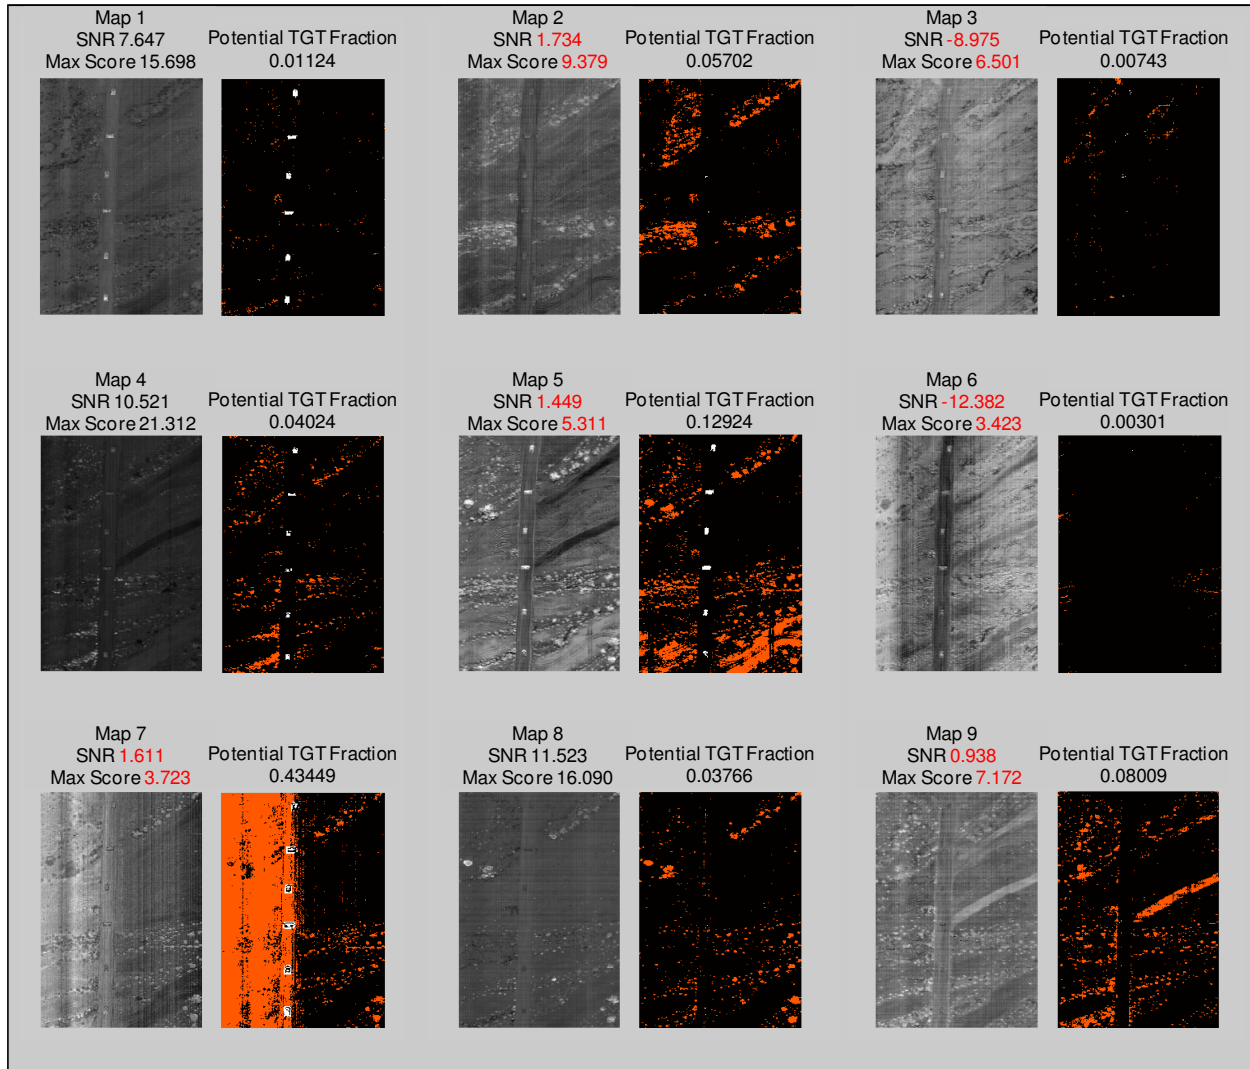 Map 1
SNR 7.647
Max Score 15.698
Potential TGT Fraction
0.01124
Map 2
SNR 1.734
Max Score 9.379
Potential TGT Fraction
0.05702
Map 3
SNR -8.975
Max Score 6.501
Potential TGT Fraction
0.00743
Map 4
SNR 10.521
Max Score 21.312
Potential TGT Fraction
0.04024
Map 5
SNR 1.449
Max Score 5.311
Potential TGT Fraction
0.12924
Map 6
SNR -12.382
Max Score 3.423
Potential TGT Fraction
0.00301
Map 7
SNR 1.611
Max Score 3.723
Potential TGT Fraction
0.43449
Map 8
SNR 11.523
Max Score 16.090
Potential TGT Fraction
0.03766
Map 9
SNR 0.938
Max Score 7.172
Potential TGT Fraction
0.08009